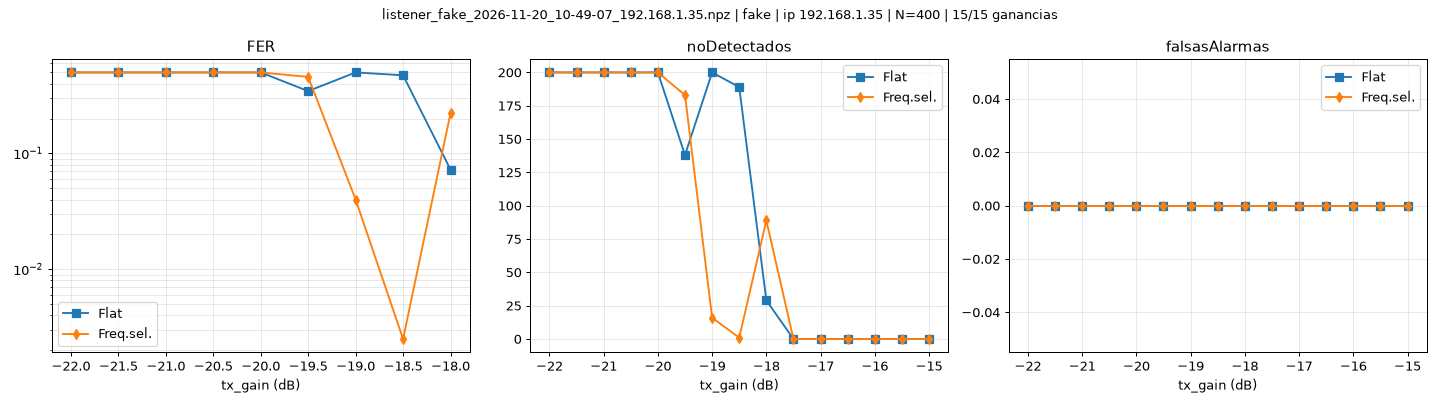 listener_fake_2026-11-20_10-49-07_192.168.1.35.npz | fake | ip 192.168.1.35 | N=400 | 15/15 ganancias
FER
10⁻¹
10⁻²
Flat
Freq.sel.
−22.0 −21.5 −21.0 −20.5 −20.0 −19.5 −19.0 −18.5 −18.0
tx_gain (dB)
noDetectados
200
175
150
125
100
75
50
25
0
Flat
Freq.sel.
−22 −21 −20 −19 −18 −17 −16 −15
tx_gain (dB)
falsasAlarmas
0.04
0.02
0.00
−0.02
−0.04
Flat
Freq.sel.
−22 −21 −20 −19 −18 −17 −16 −15
tx_gain (dB)